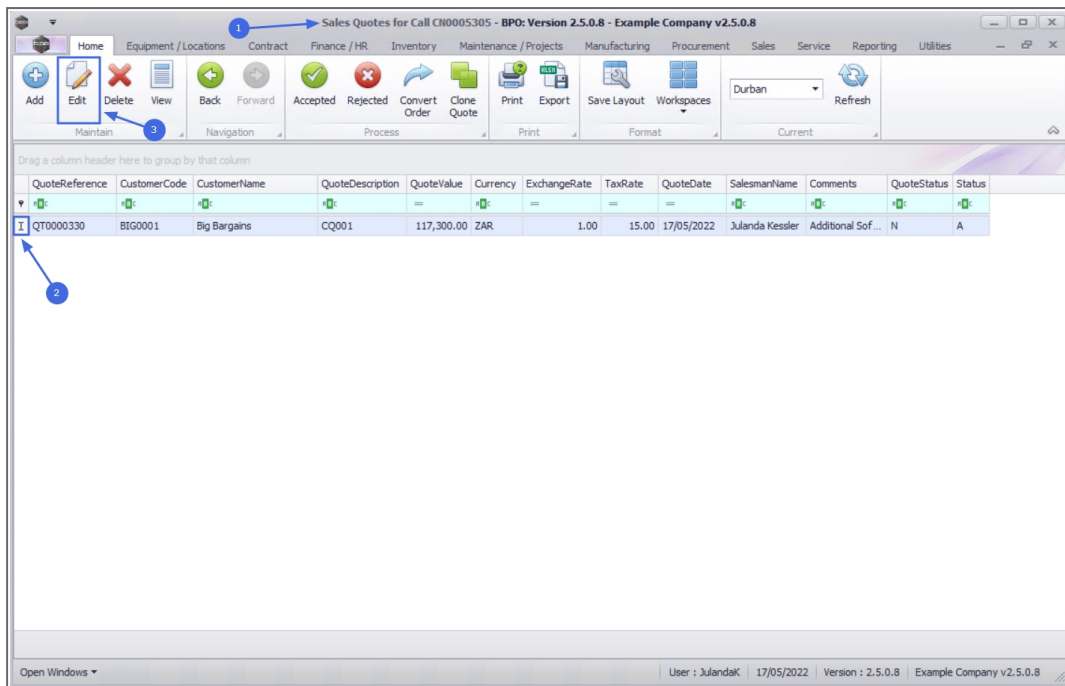 1
Sales Quotes for Call CN0005305 - BPO: Version 2.5.0.8 - Example Company v2.5.0.8
Home Equipment / Locations Contract Finance / HR Inventory Maintenance / Projects Manufacturing Procurement Sales Service Reporting Utilities
Add Edit Delete View Back Forward Accepted Rejected Convert Order Clone Quote Print Export Save Layout Workspaces Durban Refresh
3
Maintain Navigation Process Print Format Current
Drag a column header here to group by that column
QuoteReference CustomerCode CustomerName QuoteDescription QuoteValue Currency ExchangeRate TaxRate QuoteDate SalesmanName Comments QuoteStatus Status
= = = =
QT0000330 BIG0001 Big Bargains CQ001 117,300.00 ZAR 1.00 15.00 17/05/2022 Julanda Kessler Additional Sof... N A
2
Open Windows User : JulandaK 17/05/2022 Version : 2.5.0.8 Example Company v2.5.0.8